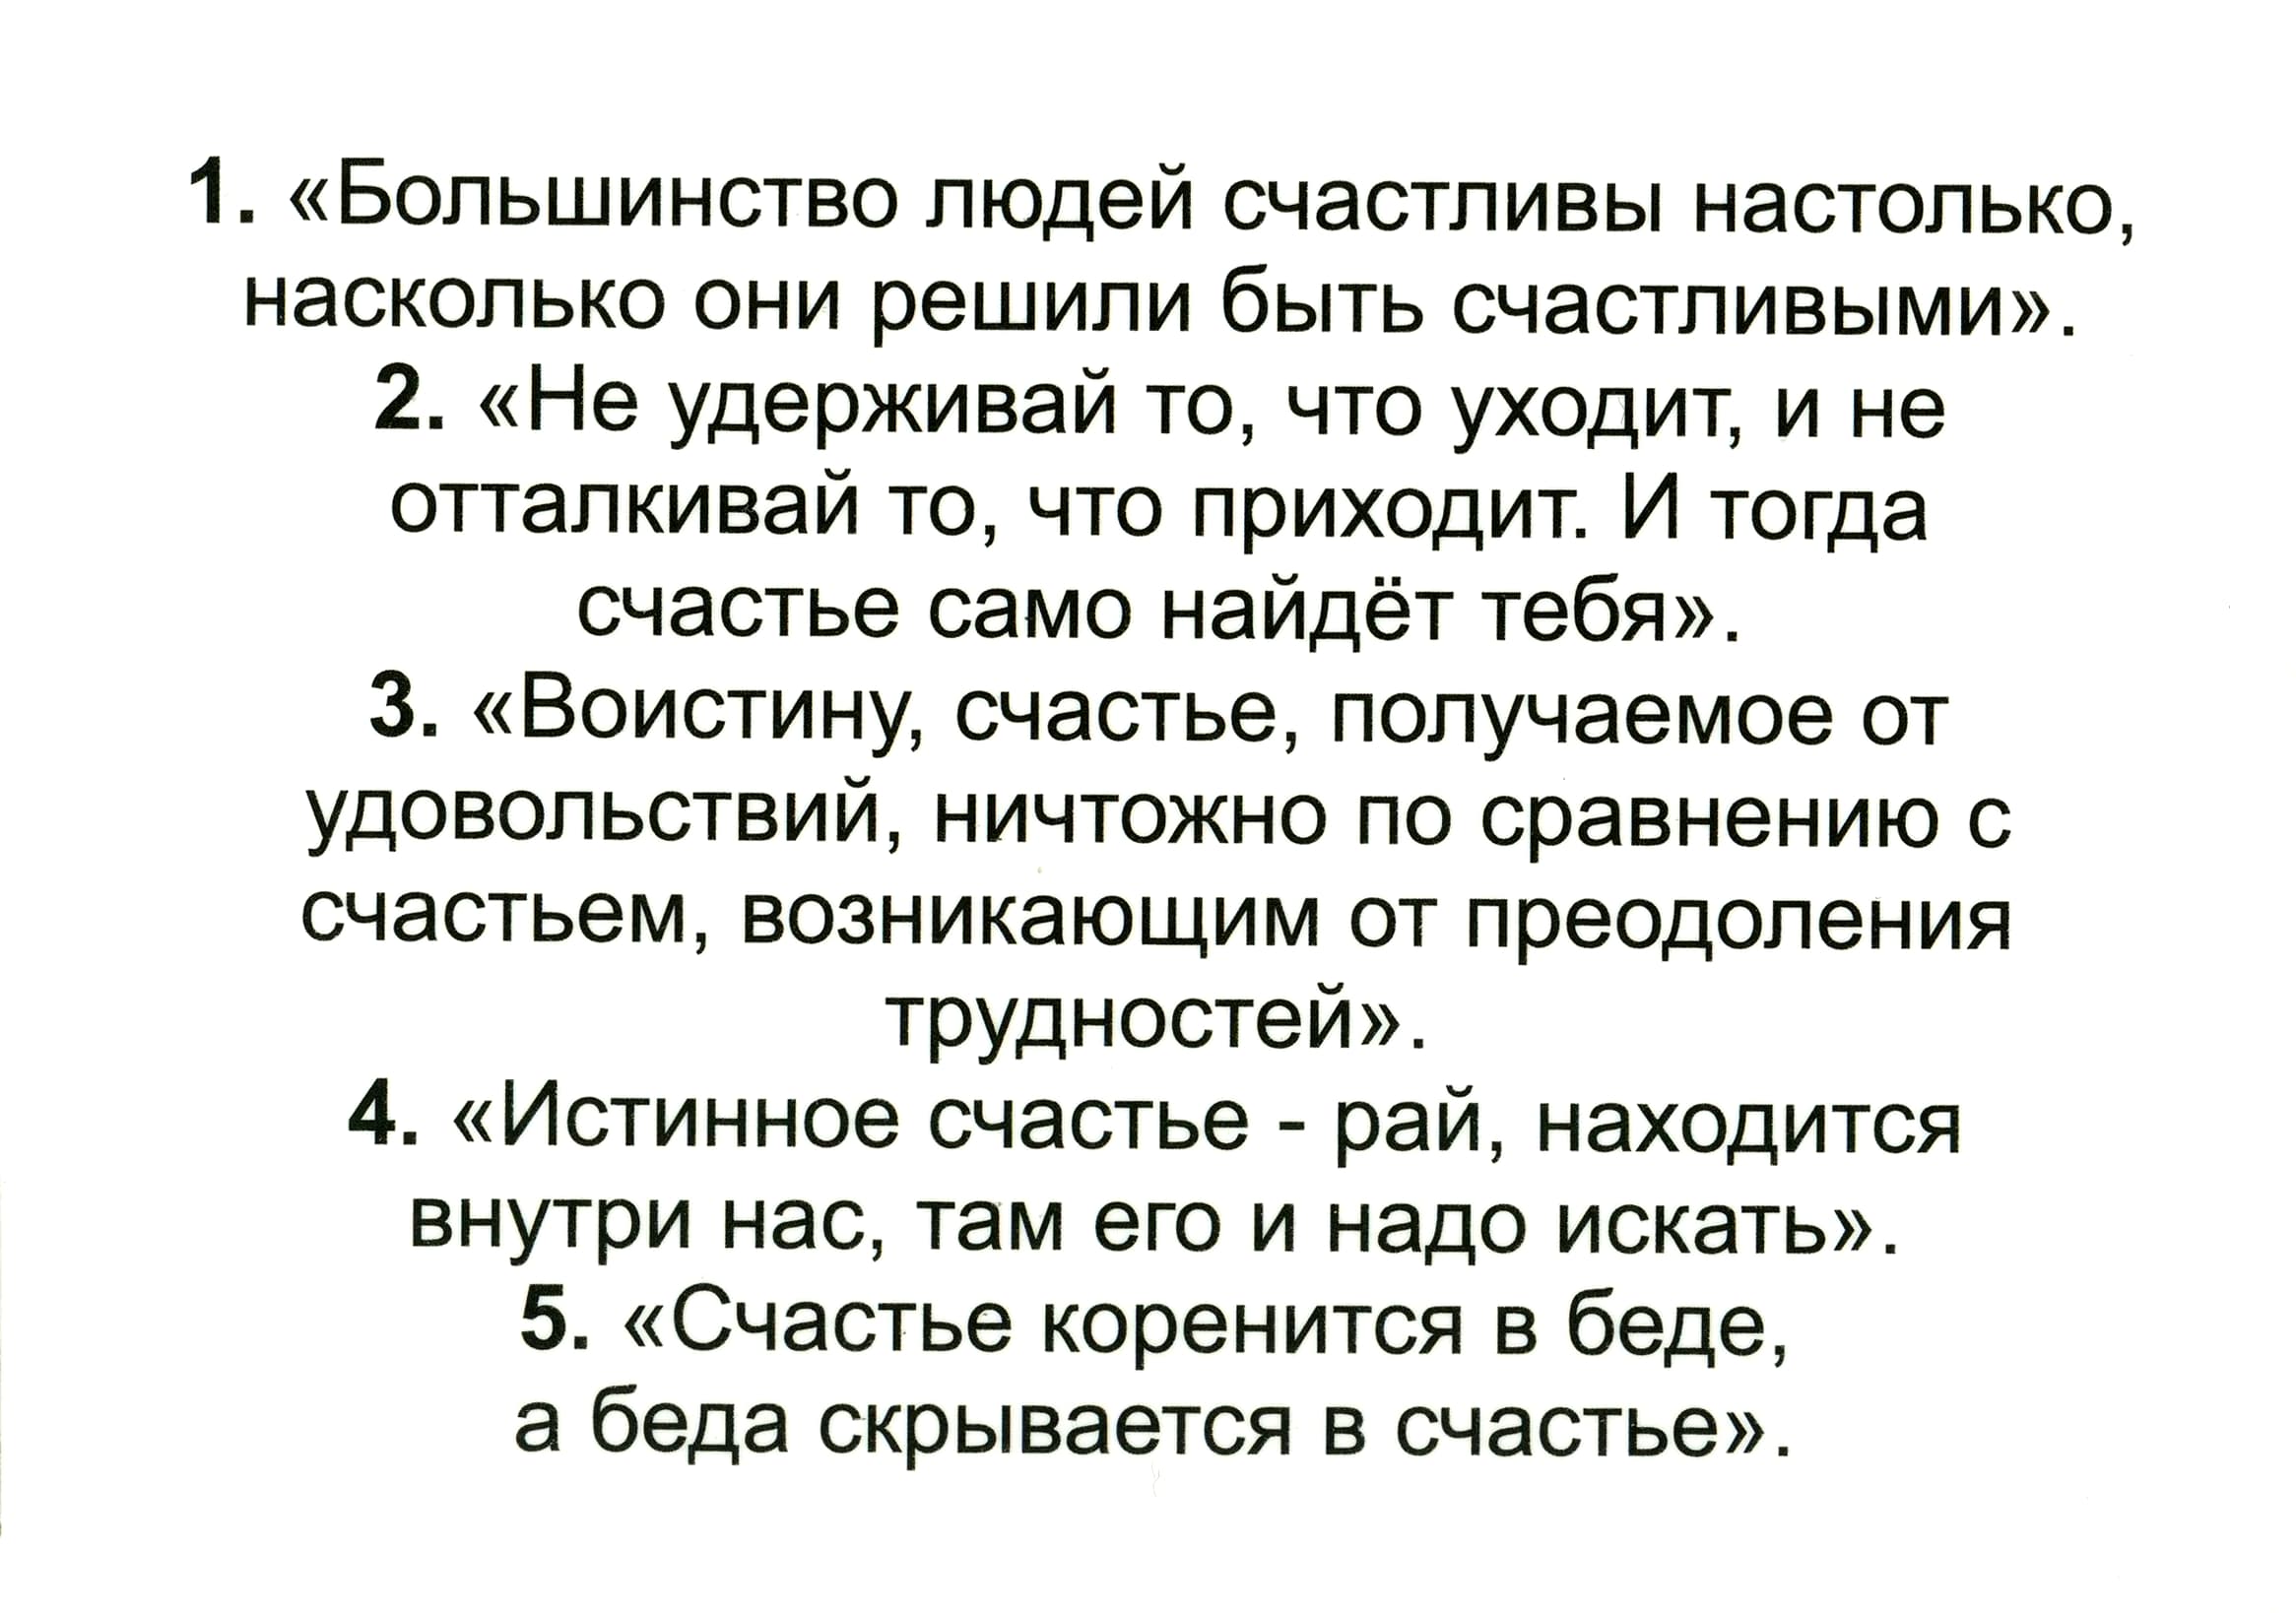 1. «Большинство людей счастливы настолько,
насколько они решили быть счастливыми».
2. «Не удерживай то, что уходит, и не
отталкивай то, что приходит. И тогда
счастье само найдёт тебя».
3. «Воистину, счастье, получаемое от
удовольствий, ничтожно по сравнению с
счастьем, возникающим от преодоления
трудностей».
4. «Истинное счастье - рай, находится
внутри нас, там его и надо искать».
5. «Счастье коренится в беде,
а беда скрывается в счастье».